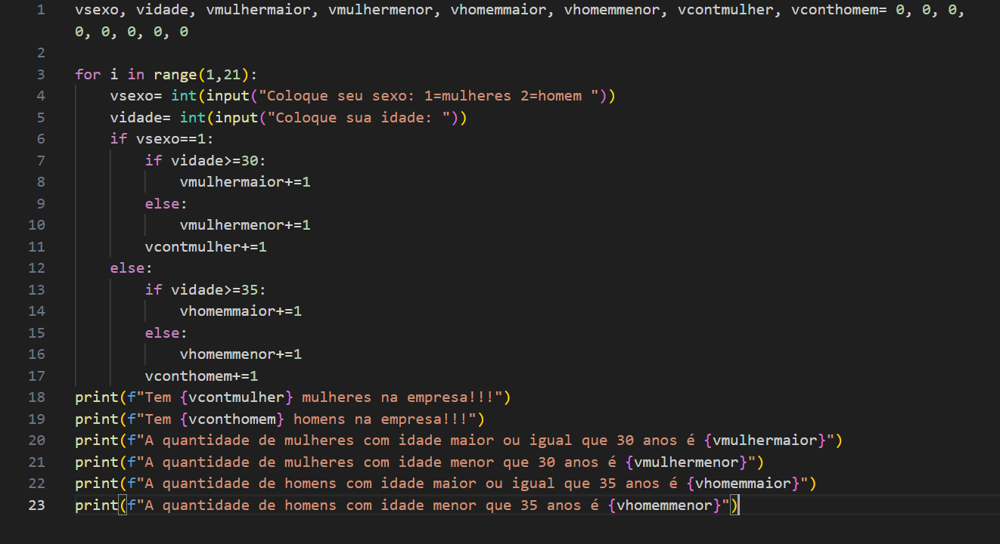 1 vsexo, vidade, vmulhermaior, vmulhermenor, vhomemmaior, vhomemmenor, vcontmulher, vconthomem= 0, 0, 0,
0, 0, 0, 0, 0
2
3 for i in range(1,21):
4     vsexo= int(input("Coloque seu sexo: 1=mulheres 2=homem "))
5     vidade= int(input("Coloque sua idade: "))
6     if vsexo==1:
7         if vidade>=30:
8             vmulhermaior+=1
9         else:
10             vmulhermenor+=1
11         vcontmulher+=1
12     else:
13         if vidade>=35:
14             vhomemmaior+=1
15         else:
16             vhomemmenor+=1
17         vconthomem+=1
18 print(f"Tem {vcontmulher} mulheres na empresa!!!")
19 print(f"Tem {vconthomem} homens na empresa!!!")
20 print(f"A quantidade de mulheres com idade maior ou igual que 30 anos é {vmulhermaior}")
21 print(f"A quantidade de mulheres com idade menor que 30 anos é {vmulhermenor}")
22 print(f"A quantidade de homens com idade maior ou igual que 35 anos é {vhomemmaior}")
23 print(f"A quantidade de homens com idade menor que 35 anos é {vhomemmenor}")